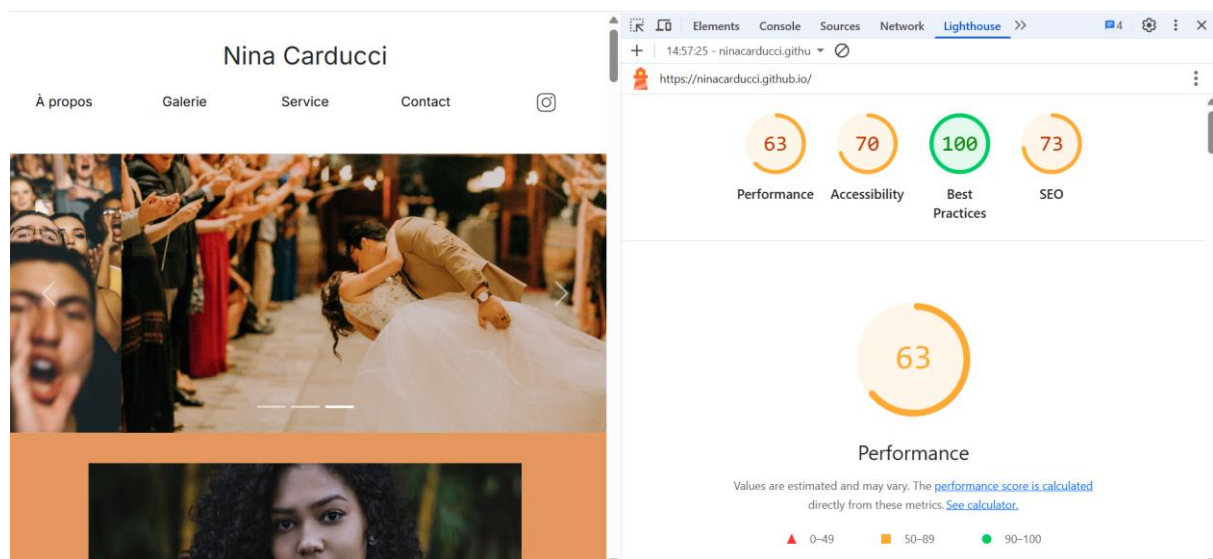 Nina Carducci
À propos Galerie Service Contact
Elements Console Sources Network Lighthouse 4
14:57:25 - ninacarducci.githu
https://ninacarducci.github.io/
63 70 100 73
Performance Accessibility Best Practices SEO
63
Performance
Values are estimated and may vary. The performance score is calculated
directly from these metrics. See calculator.
0–49 50–89 90–100